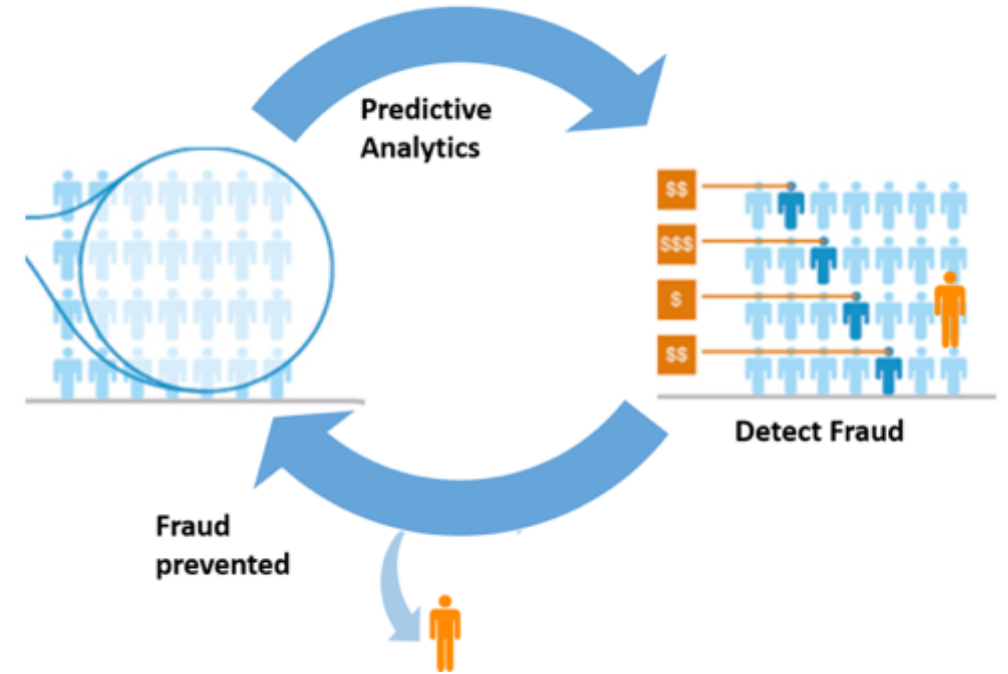 Predictive
Analytics
$$
$$$
$
$$
Detect Fraud
Fraud
prevented